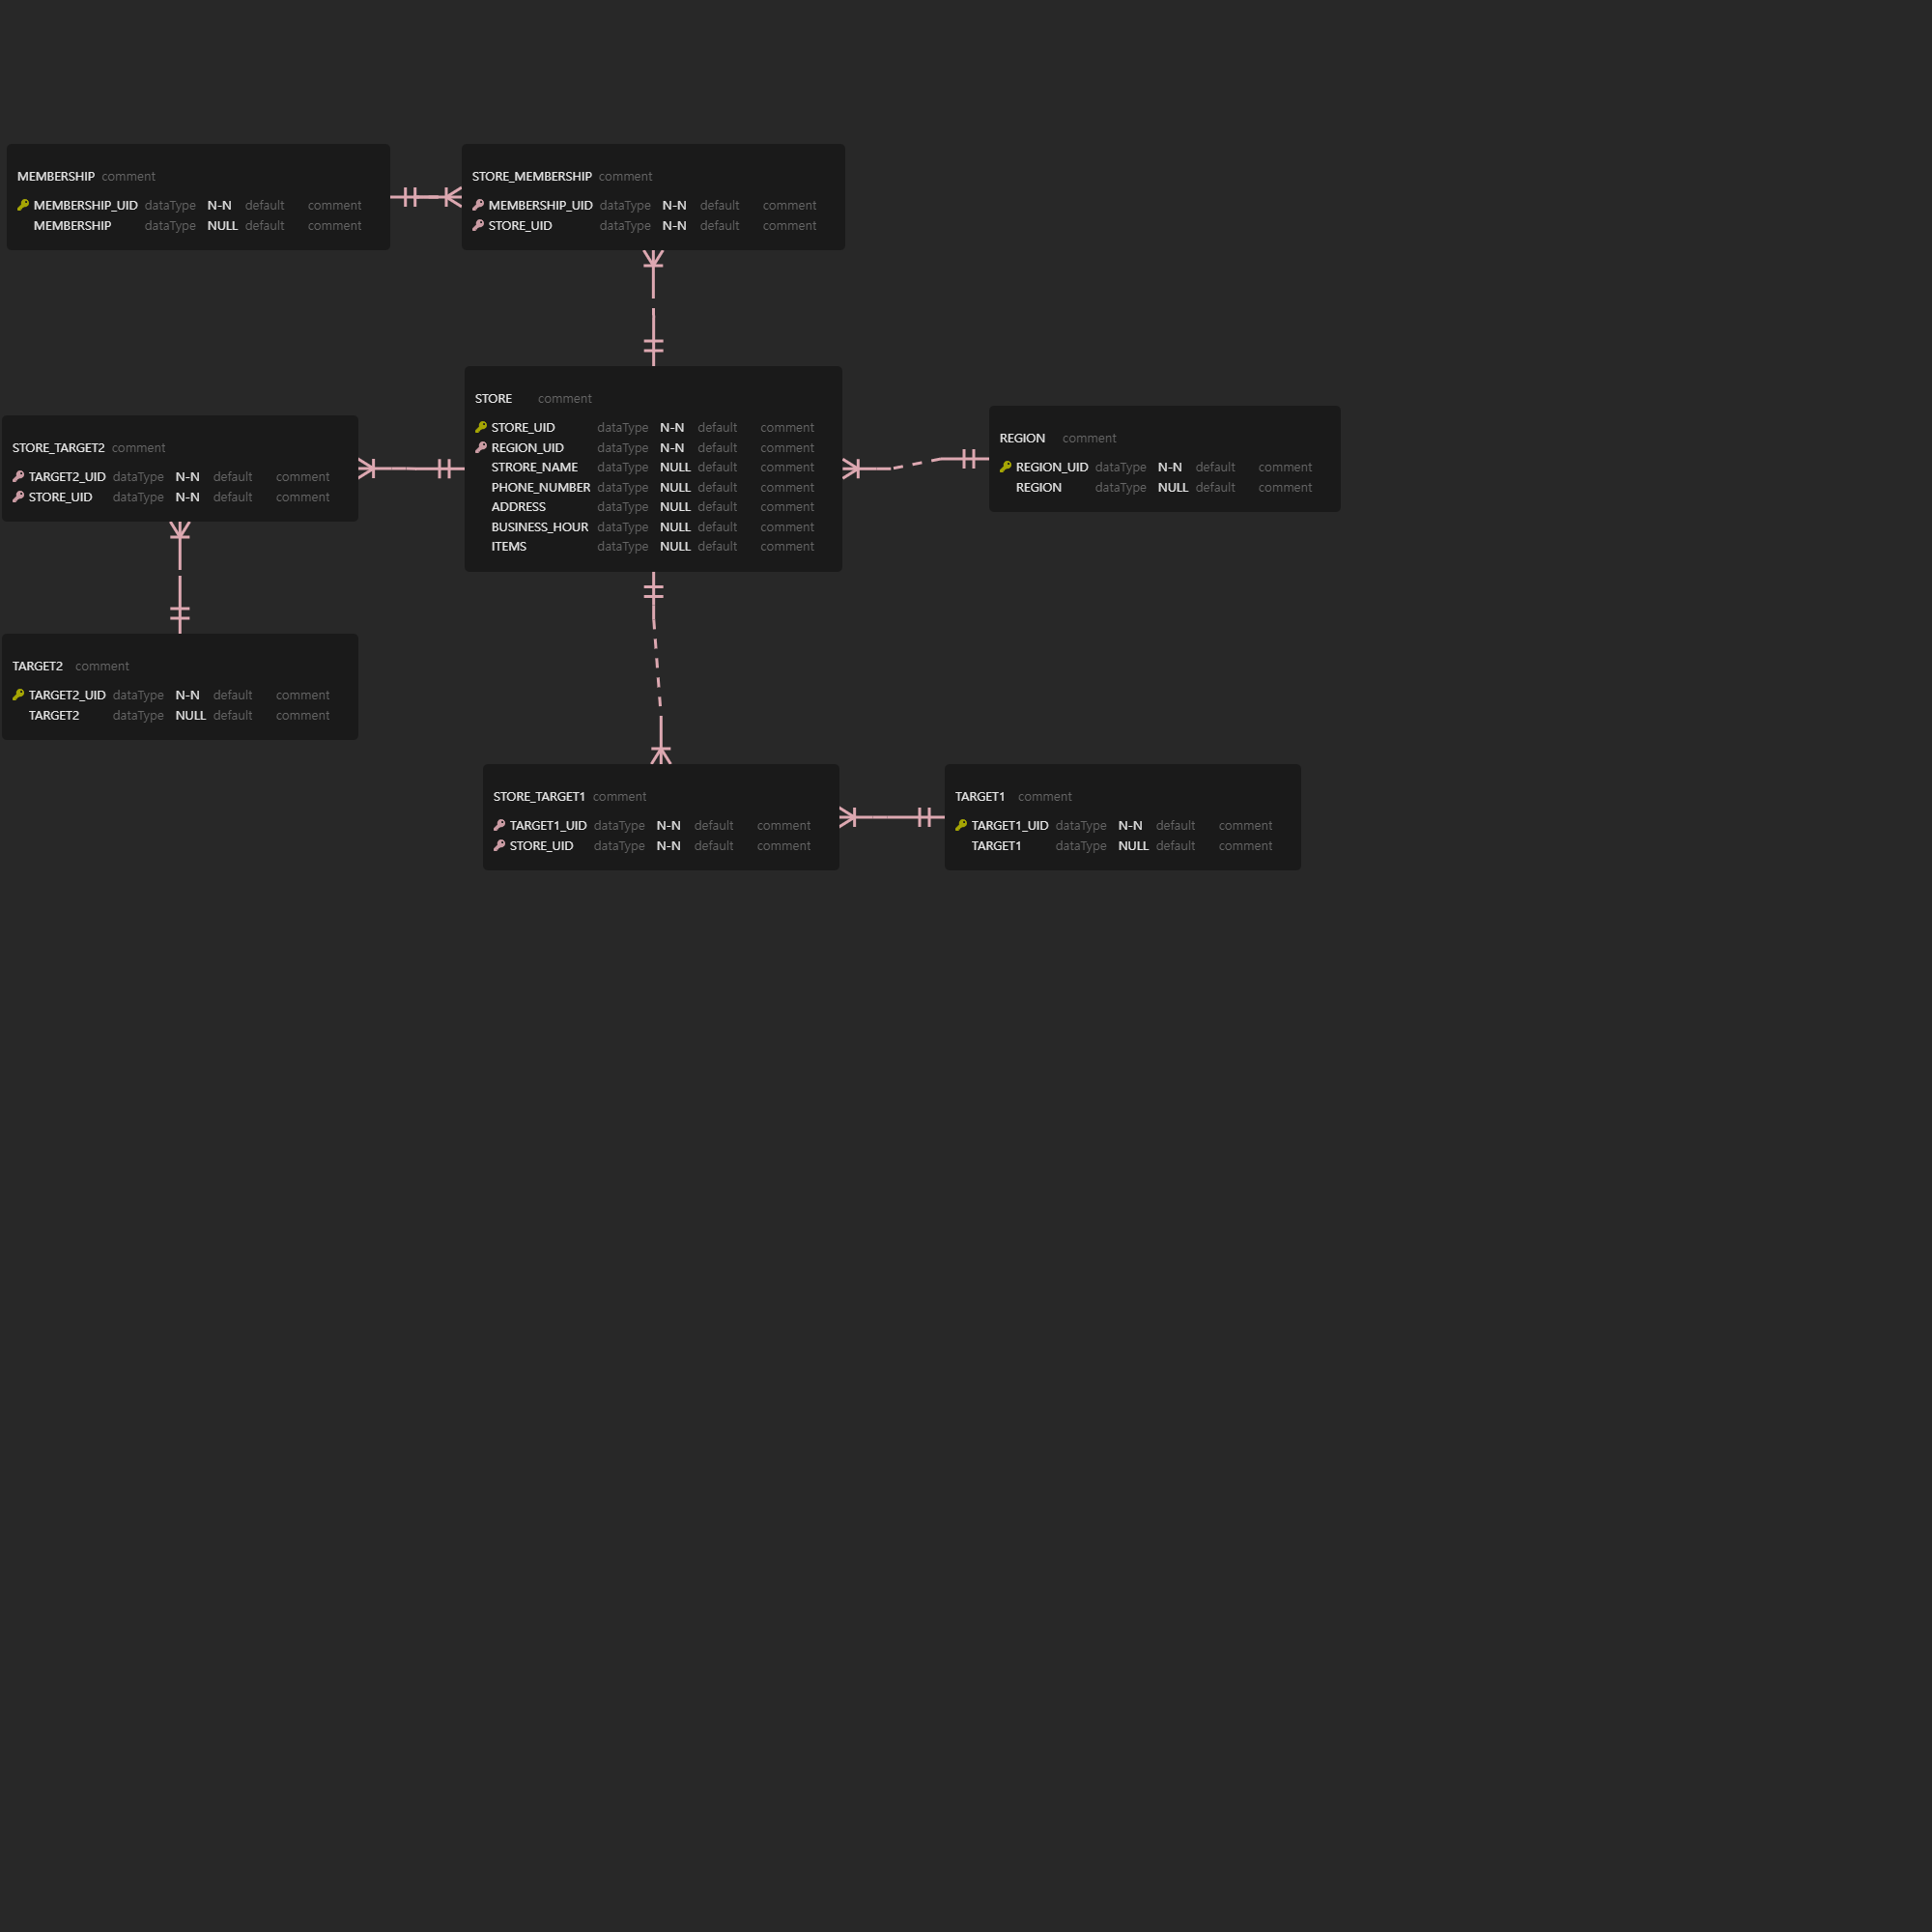 MEMBERSHIP comment
MEMBERSHIP_UID dataType N-N default comment
MEMBERSHIP dataType NULL default comment
STORE_MEMBERSHIP comment
MEMBERSHIP_UID dataType N-N default comment
STORE_UID dataType N-N default comment
STORE comment
STORE_UID dataType N-N default comment
REGION_UID dataType N-N default comment
STRORE_NAME dataType NULL default comment
PHONE_NUMBER dataType NULL default comment
ADDRESS dataType NULL default comment
BUSINESS_HOUR dataType NULL default comment
ITEMS dataType NULL default comment
REGION comment
REGION_UID dataType N-N default comment
REGION dataType NULL default comment
STORE_TARGET2 comment
TARGET2_UID dataType N-N default comment
STORE_UID dataType N-N default comment
TARGET2 comment
TARGET2_UID dataType N-N default comment
TARGET2 dataType NULL default comment
STORE_TARGET1 comment
TARGET1_UID dataType N-N default comment
STORE_UID dataType N-N default comment
TARGET1 comment
TARGET1_UID dataType N-N default comment
TARGET1 dataType NULL default comment